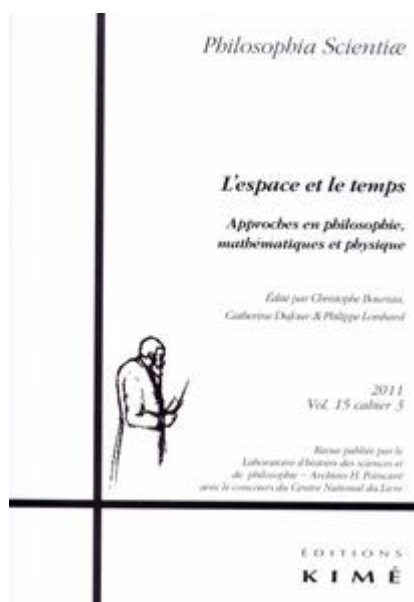 Philosophia Scientiæ
L'espace et le temps
Approches en philosophie,
mathématiques et physique
Édité par Christophe Bouriau,
Catherine Dufour & Philippe Lombard
2011
Vol. 15 cahier 3
Revue publiée par le
Laboratoire d'histoire des sciences et
de philosophie – Archives H. Poincaré
avec le concours du Centre National du Livre
ÉDITIONS
KIMÉ